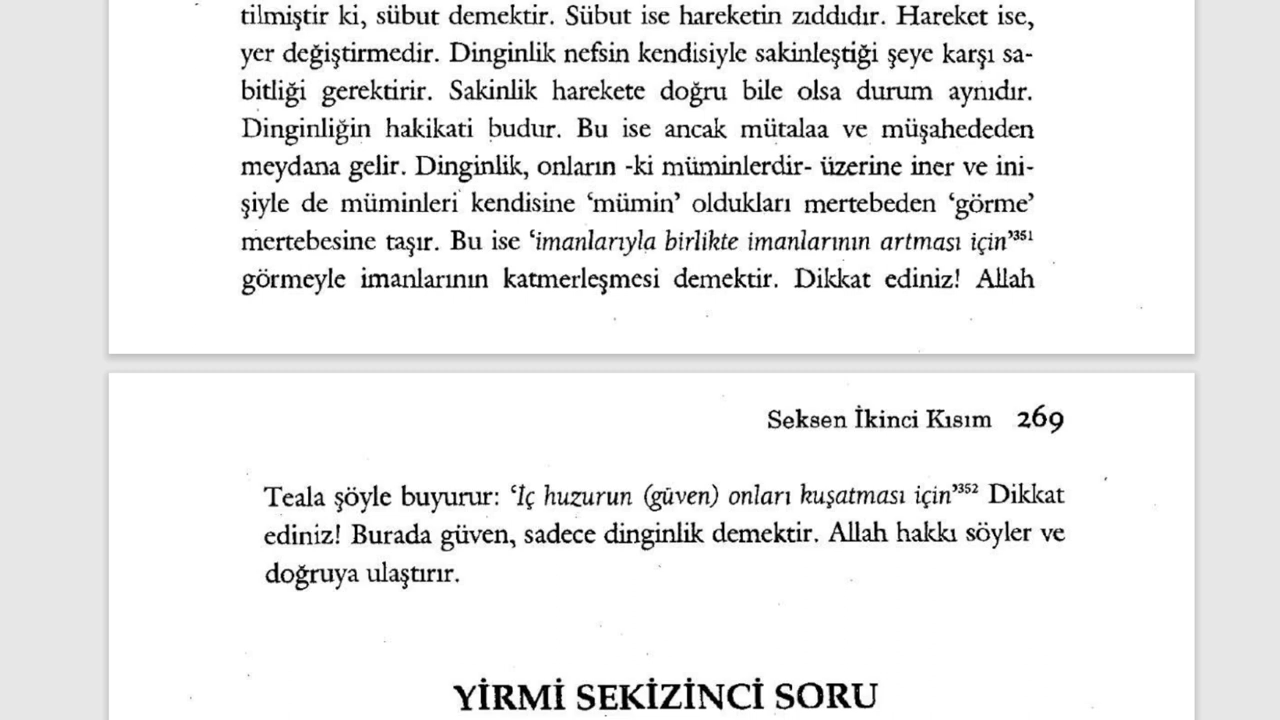 tilmiştir ki, sübut demektir. Sübut ise hareketin zıddıdır. Hareket ise,
yer değiştirmedir. Dinginlik nefsin kendisiyle sakinleştiği şeye karşı sa-
bitliği gerektirir. Sakinlik harekete doğru bile olsa durum aynıdır.
Dinginliğin hakikati budur. Bu ise ancak mütalaa ve müşahededen
meydana gelir. Dinginlik, onların -ki müminlerdir- üzerine iner ve ini-
şiyle de müminleri kendisine ‘mümin’ oldukları mertebeden ‘görme’
mertebesine taşır. Bu ise ‘imanlarıyla birlikte imanlarının artması için’³⁵¹
görmeyle imanlarının katmerleşmesi demektir. Dikkat ediniz! Allah
Seksen İkinci Kısım 269
Teala şöyle buyurur: ‘İç huzurun (güven) onları kuşatması için’³⁵² Dikkat
ediniz! Burada güven, sadece dinginlik demektir. Allah hakkı söyler ve
doğruya ulaştırır.
YİRMİ SEKİZİNCİ SORU